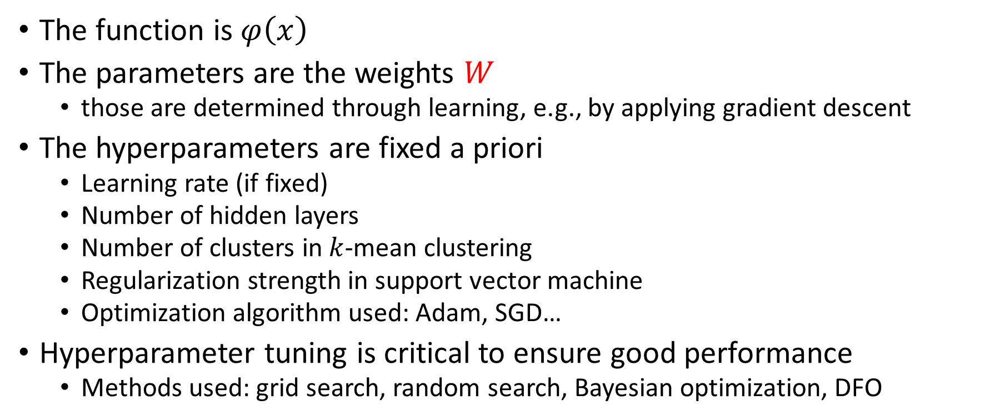 • The function is φ(x)
• The parameters are the weights W
• those are determined through learning, e.g., by applying gradient descent
• The hyperparameters are fixed a priori
• Learning rate (if fixed)
• Number of hidden layers
• Number of clusters in k-mean clustering
• Regularization strength in support vector machine
• Optimization algorithm used: Adam, SGD…
• Hyperparameter tuning is critical to ensure good performance
• Methods used: grid search, random search, Bayesian optimization, DFO